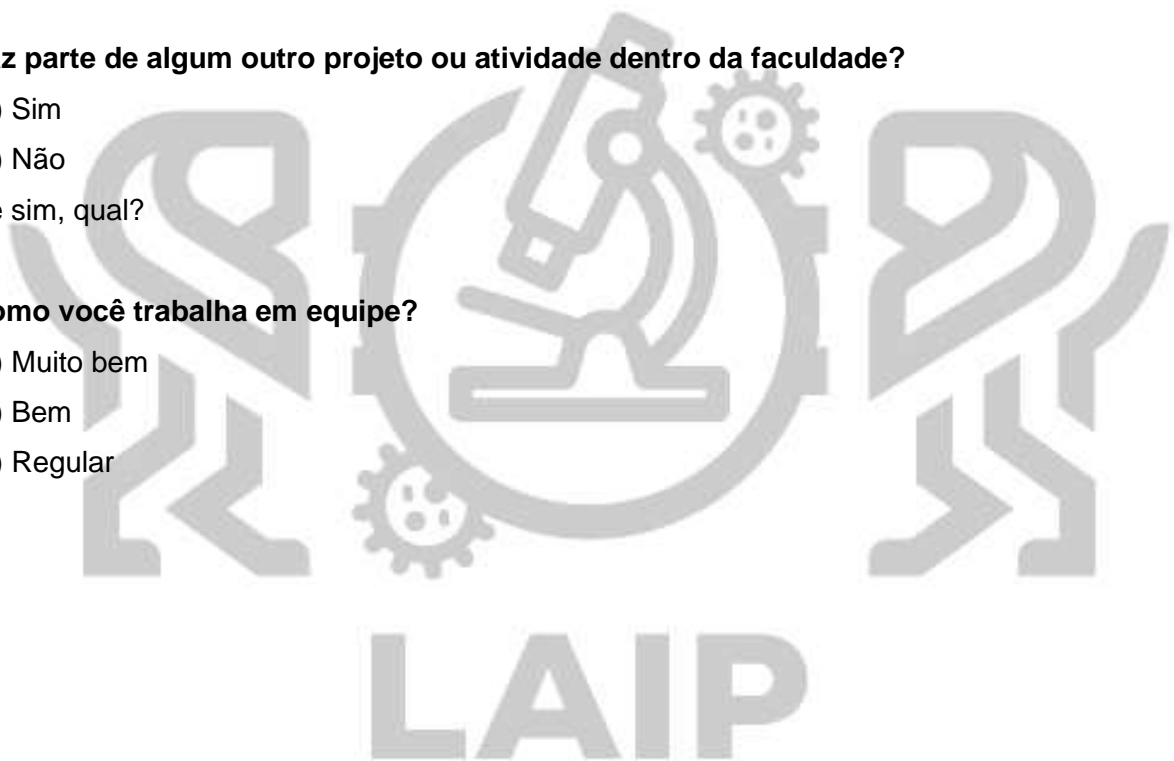 az parte de algum outro projeto ou atividade dentro da faculdade?
) Sim
) Não
e sim, qual?
omo você trabalha em equipe?
) Muito bem
) Bem
) Regular
LAIP